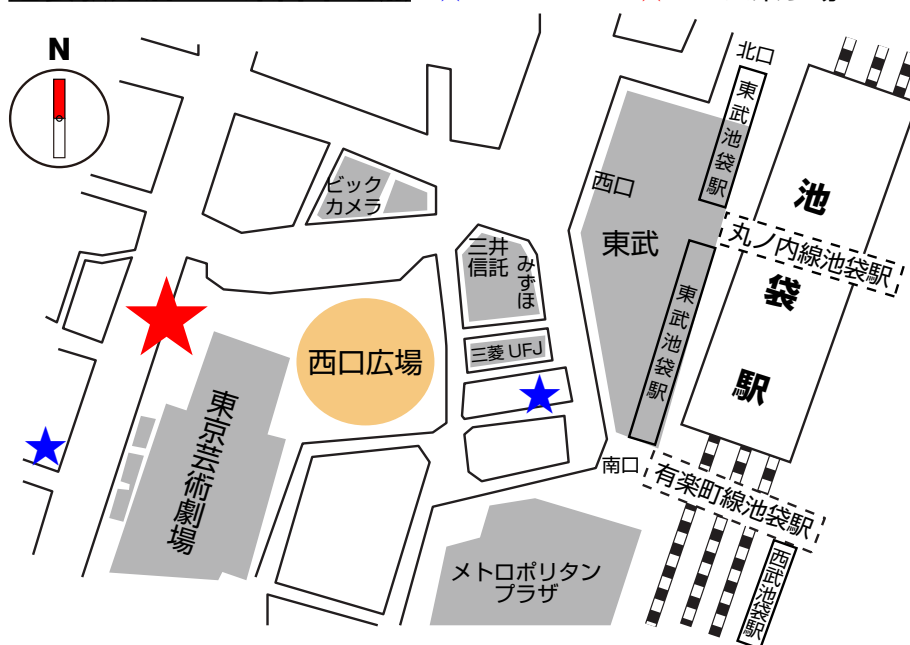 N
北口
東武池袋駅
ビック
カメラ
西口
池袋駅
東武
丸ノ内線池袋駅
三井
信託
みずほ
東武池袋駅
西口広場
三菱 UFJ
東京芸術劇場
南口
有楽町線池袋駅
西武池袋駅
メトロポリタン
プラザ